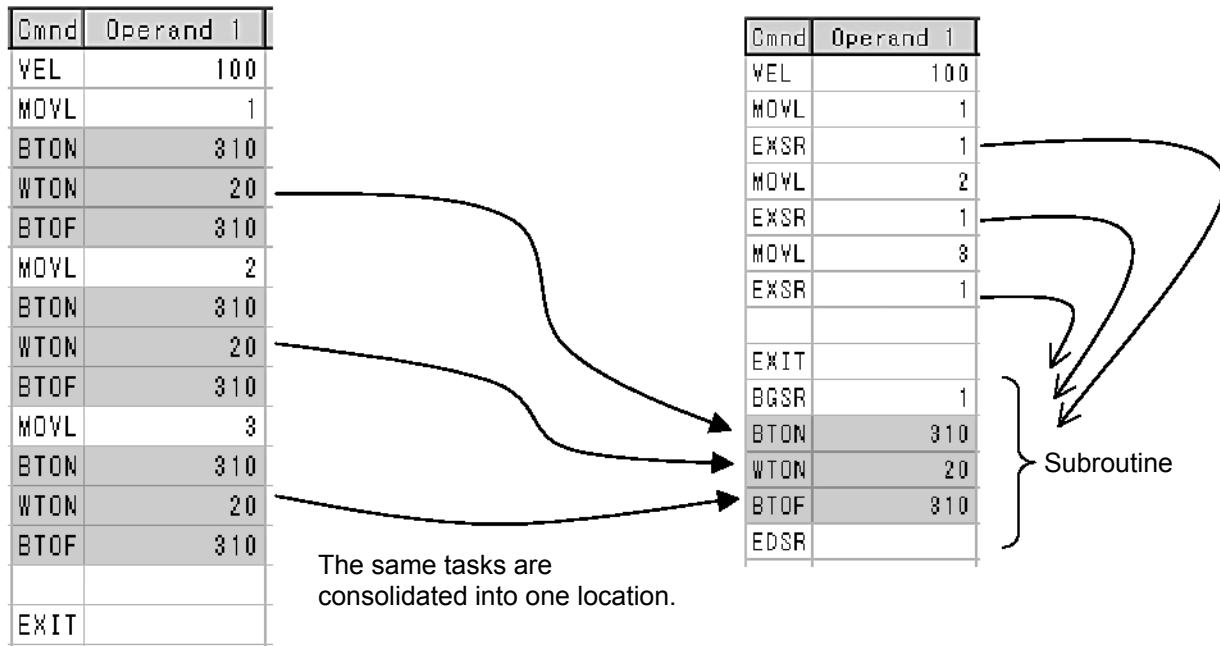 Cmnd Operand 1
VEL 100
MOVL 1
BTON 310
WTON 20
BTOF 310
MOVL 2
BTON 310
WTON 20
BTOF 310
MOVL 3
BTON 310
WTON 20
BTOF 310
EXIT
The same tasks are
consolidated into one location.
Cmnd Operand 1
VEL 100
MOVL 1
EXSR 1
MOVL 2
EXSR 1
MOVL 3
EXSR 1
EXIT
BGSR 1
BTON 310
WTON 20
BTOF 310
EDSR
Subroutine